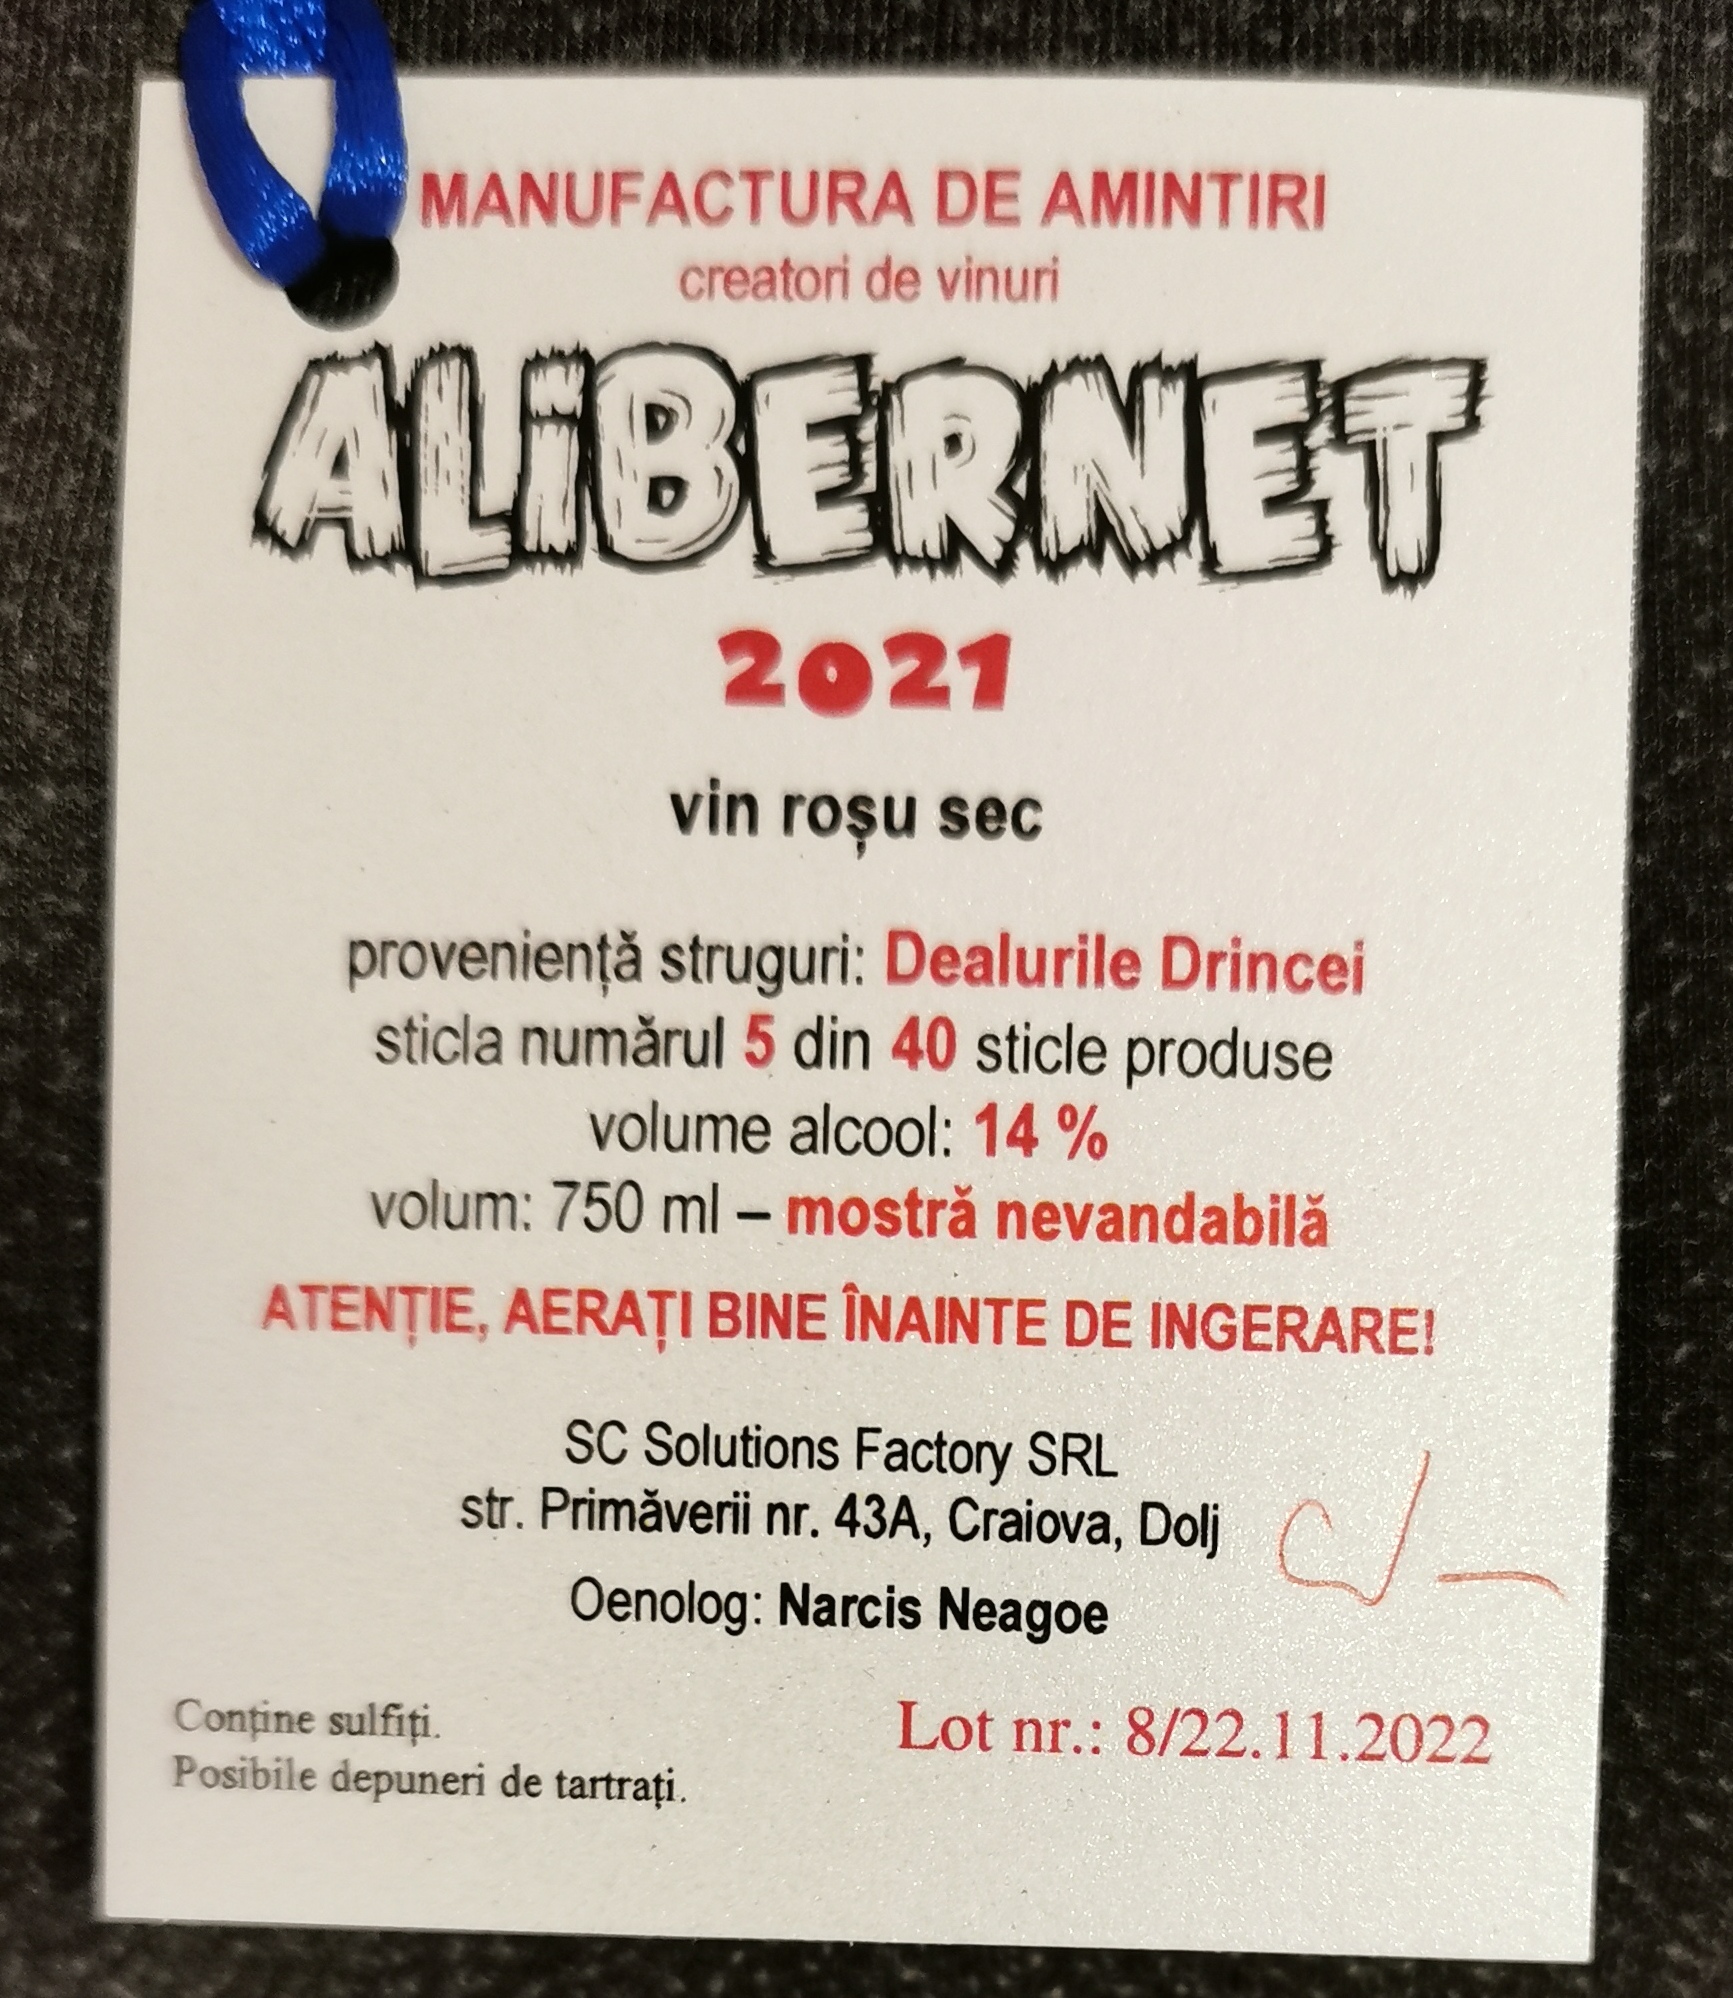 MANUFACTURA DE AMINTIRI
creatori de vinuri
ALiBERNET
2021
vin roșu sec
proveniență struguri: Dealurile Drincei
sticla numărul 5 din 40 sticle produse
volume alcool: 14 %
volum: 750 ml – mostră nevandabilă
ATENȚIE, AERAȚI BINE ÎNAINTE DE INGERARE!
SC Solutions Factory SRL
str. Primăverii nr. 43A, Craiova, Dolj
Oenolog: Narcis Neagoe
Conține sulfiți.
Posibile depuneri de tartrați.
Lot nr.: 8/22.11.2022